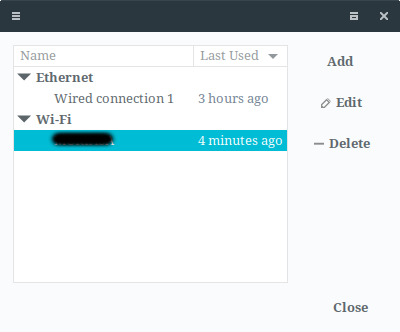 Name Last Used
Ethernet
Wired connection 1 3 hours ago
Wi-Fi
4 minutes ago
Add
Edit
Delete
Close